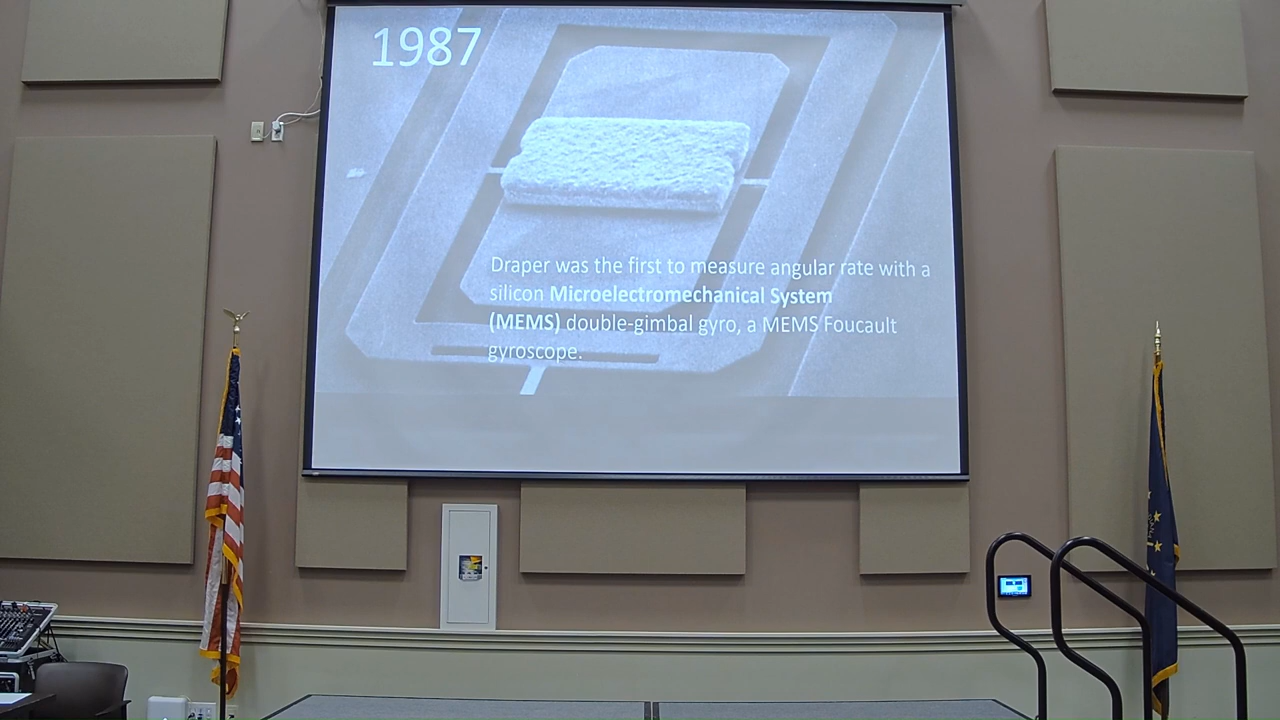 1987
Draper was the first to measure angular rate with a
silicon Microelectromechanical System
(MEMS) double-gimbal gyro, a MEMS Foucault
gyroscope.